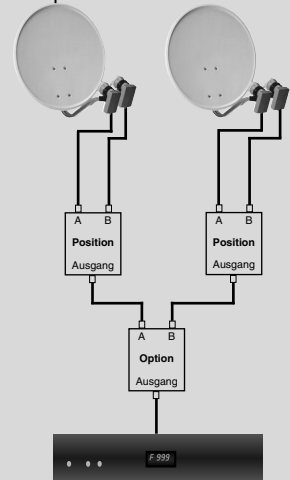 A B
Position
Ausgang
A B
Position
Ausgang
A B
Option
Ausgang
F 999